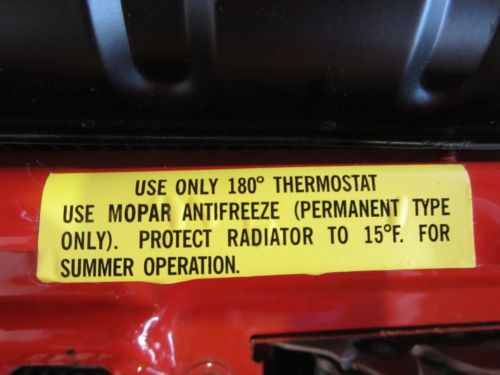 USE ONLY 180° THERMOSTAT
USE MOPAR ANTIFREEZE (PERMANENT TYPE
ONLY). PROTECT RADIATOR TO 15°F. FOR
SUMMER OPERATION.